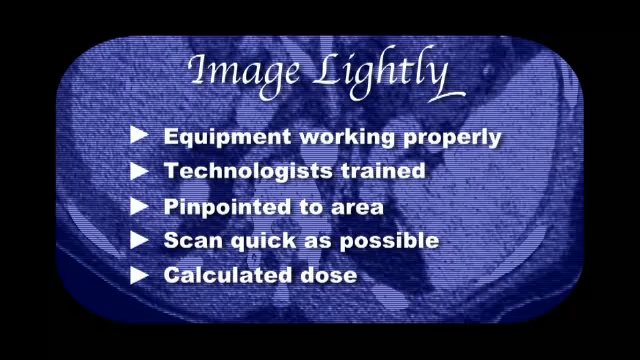 Image Lightly
► Equipment working properly
► Technologists trained
► Pinpointed to area
► Scan quick as possible
► Calculated dose